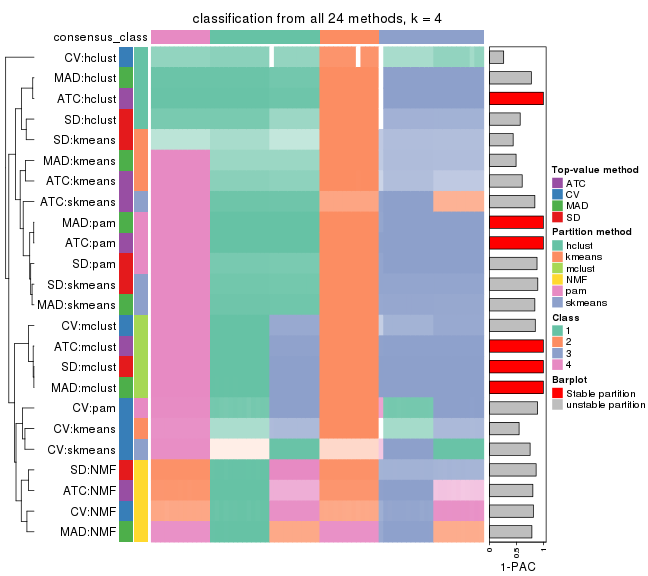 classification from all 24 methods, k = 4
consensus_class
CV:hclust
MAD:hclust
ATC:hclust
SD:hclust
SD:kmeans
MAD:kmeans
ATC:kmeans
ATC:skmeans
MAD:pam
ATC:pam
SD:pam
SD:skmeans
MAD:skmeans
CV:mclust
ATC:mclust
SD:mclust
MAD:mclust
CV:pam
CV:kmeans
CV:skmeans
SD:NMF
ATC:NMF
CV:NMF
MAD:NMF
0
0.5
1
1-PAC
Top-value method
ATC
CV
MAD
SD
Partition method
hclust
kmeans
mclust
NMF
pam
skmeans
Class
1
2
3
4
Barplot
Stable partition
unstable partition